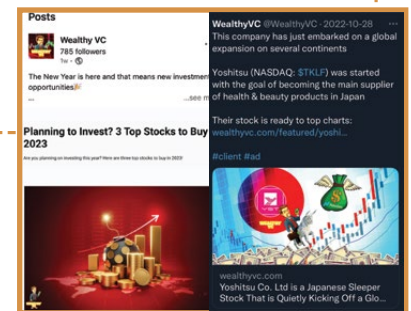 Posts
Wealthy VC
785 followers
1w •
The New Year is here and that means new investment
opportunities
...
...see m
Planning to Invest? 3 Top Stocks to Buy
2023
Are you planning on investing this year? Here are three top stocks to buy in 2023!
WealthyVC @WealthyVC · 2022-10-28 ...
This company has just embarked on a global
expansion on several continents
Yoshitsu (NASDAQ: $TKLF) was started
with the goal of becoming the main supplier
of health & beauty products in Japan
Their stock is ready to top charts:
wealthyvc.com/featured/yoshi...
#client #ad
wealthyvc.com
Yoshitsu Co. Ltd is a Japanese Sleeper
Stock That is Quietly Kicking Off a Glo...